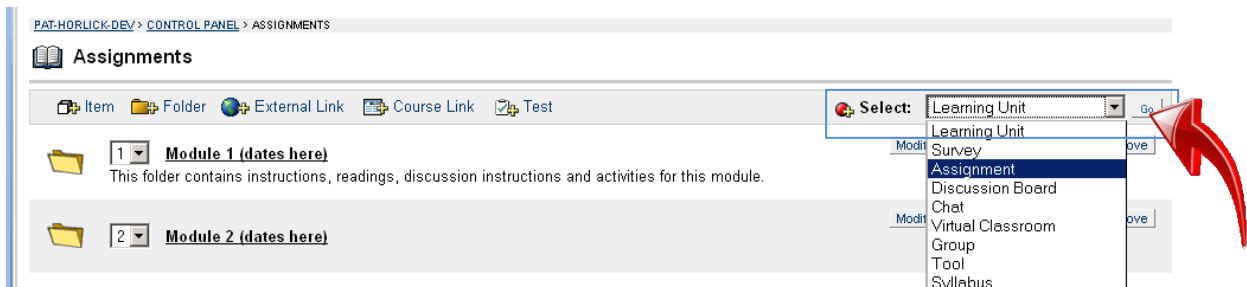 PAT-HORLICK-DEV > CONTROL PANEL > ASSIGNMENTS
Assignments
Item Folder External Link Course Link Test Select: Learning Unit Go
Learning Unit
1 Module 1 (dates here)
Survey
Assignment
This folder contains instructions, readings, discussion instructions and activities for this module.
Discussion Board
Chat
2 Module 2 (dates here)
Virtual Classroom
Group
Tool
Syllabus